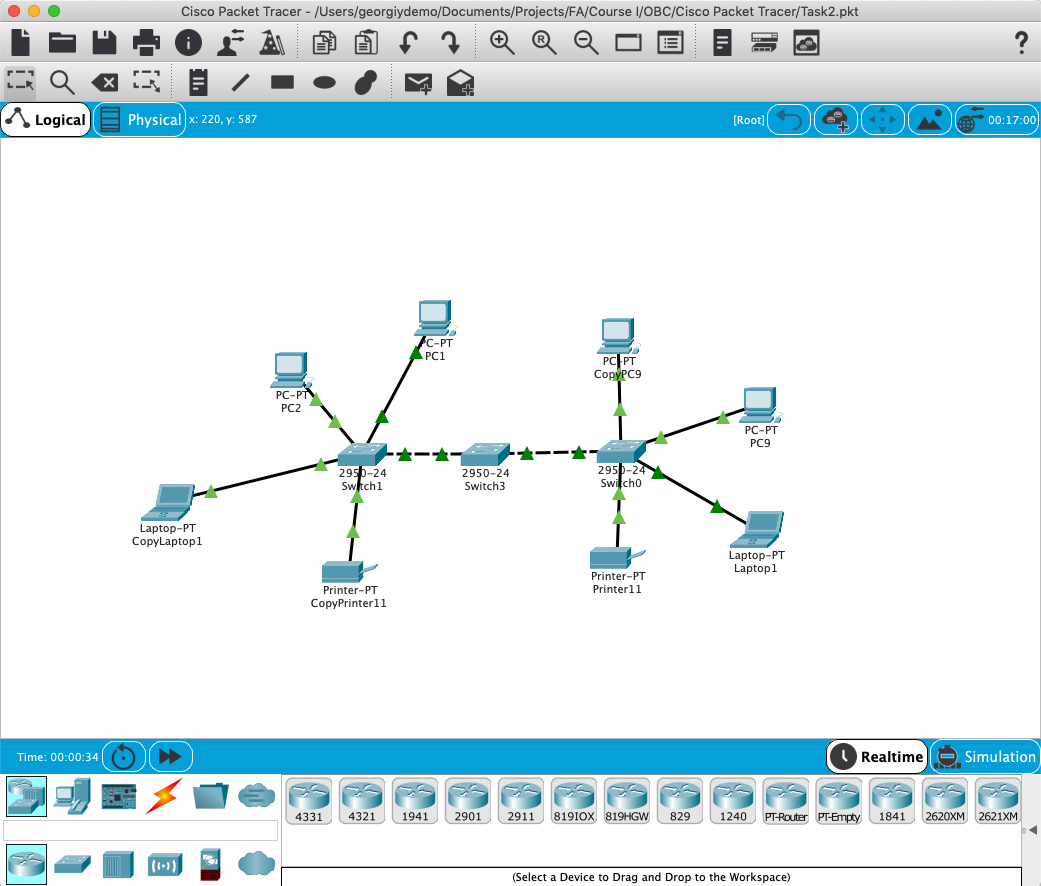 Cisco Packet Tracer - /Users/georgiydemo/Documents/Projects/FA/Course I/OBC/Cisco Packet Tracer/Task2.pkt
R
?
Logical
Physical
x: 220, y: 587
[Root]
00:17:00
PC-PT
PC1
PC-PT
CopyPC9
PC-PT
PC2
PC-PT
PC9
2950-24
Switch1
2950-24
Switch3
2950-24
Switch0
Laptop-PT
CopyLaptop1
Laptop-PT
Laptop1
Printer-PT
CopyPrinter11
Printer-PT
Printer11
Time: 00:00:34
Realtime
Simulation
4331
4321
1941
2901
2911
819IOX
819HGW
829
1240
PT-Router
PT-Empty
1841
2620XM
2621XM
(Select a Device to Drag and Drop to the Workspace)